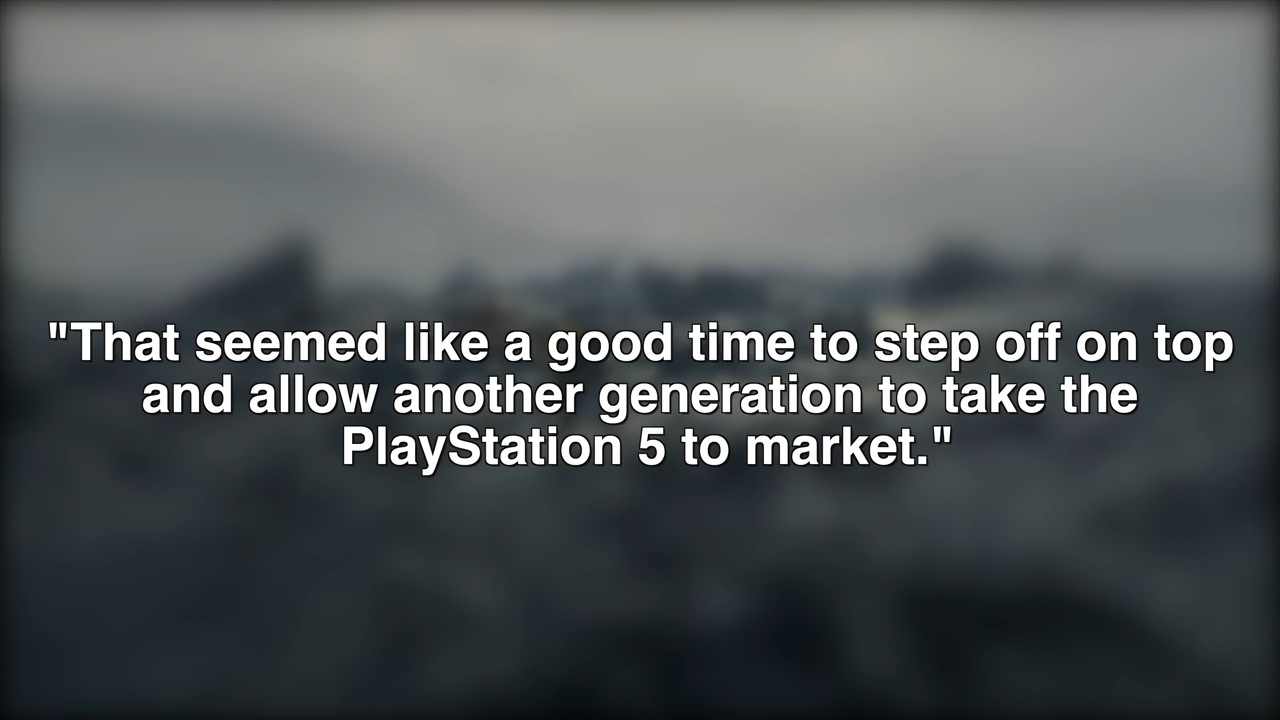 "That seemed like a good time to step off on top
and allow another generation to take the
PlayStation 5 to market."